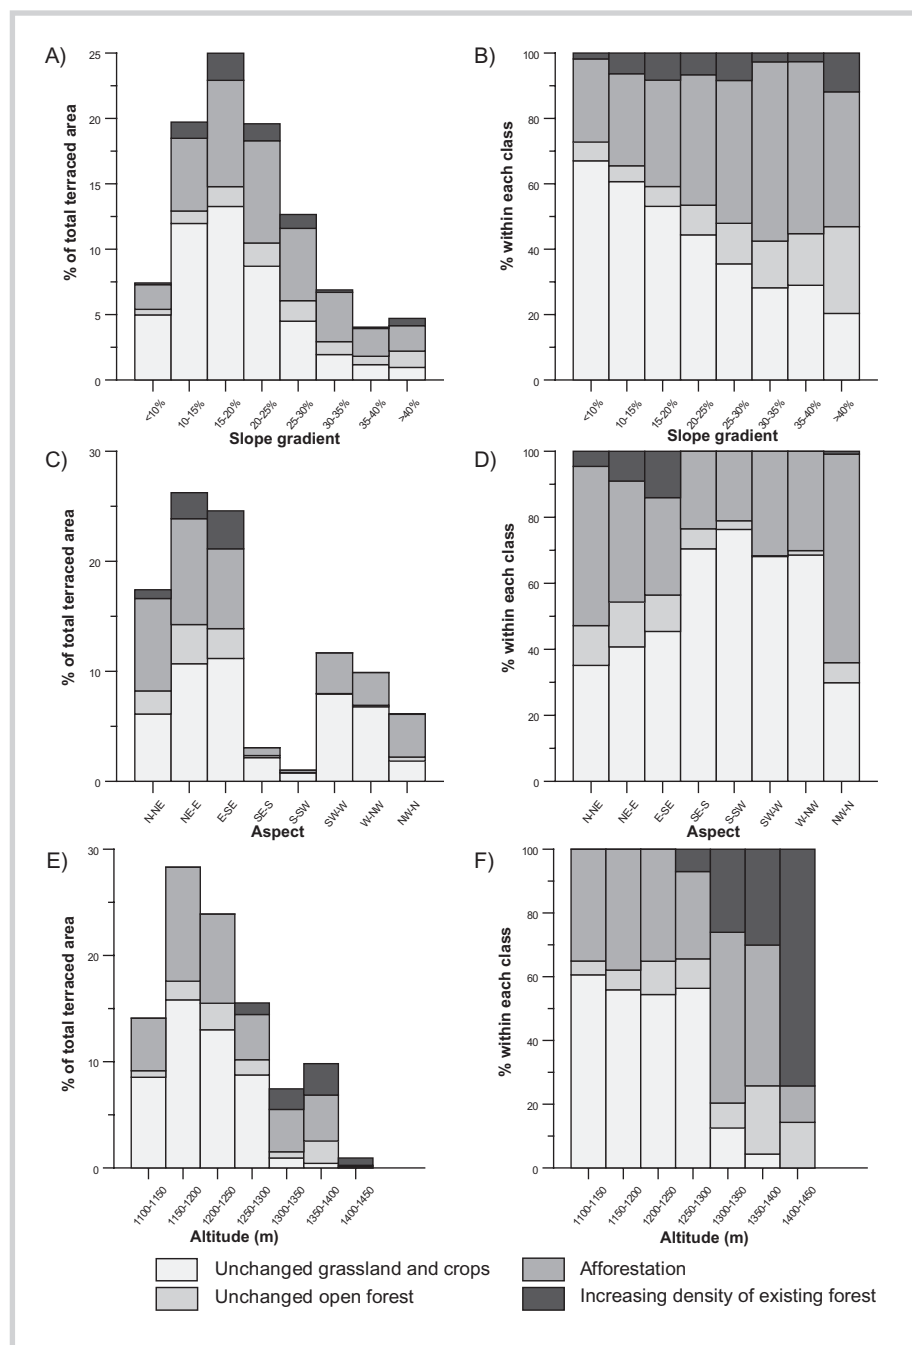 A)
25
20
15
10
5
0
% of total terraced area
<10%
10-15%
15-20%
20-25%
25-30%
30-35%
35-40%
>40%
Slope gradient
B)
100
80
60
40
20
0
% within each class
<10%
10-15%
15-20%
20-25%
25-30%
30-35%
35-40%
>40%
Slope gradient
C)
30
20
10
0
% of total terraced area
N-NE
NE-E
E-SE
SE-S
S-SW
SW-W
W-NW
NW-N
Aspect
D)
100
80
60
40
20
0
% within each class
N-NE
NE-E
E-SE
SE-S
S-SW
SW-W
W-NW
NW-N
Aspect
E)
30
20
10
0
% of total terraced area
1100-1150
1150-1200
1200-1250
1250-1300
1300-1350
1350-1400
1400-1450
Altitude (m)
F)
100
80
60
40
20
0
% within each class
1100-1150
1150-1200
1200-1250
1250-1300
1300-1350
1350-1400
1400-1450
Altitude (m)
Unchanged grassland and crops
Afforestation
Unchanged open forest
Increasing density of existing forest